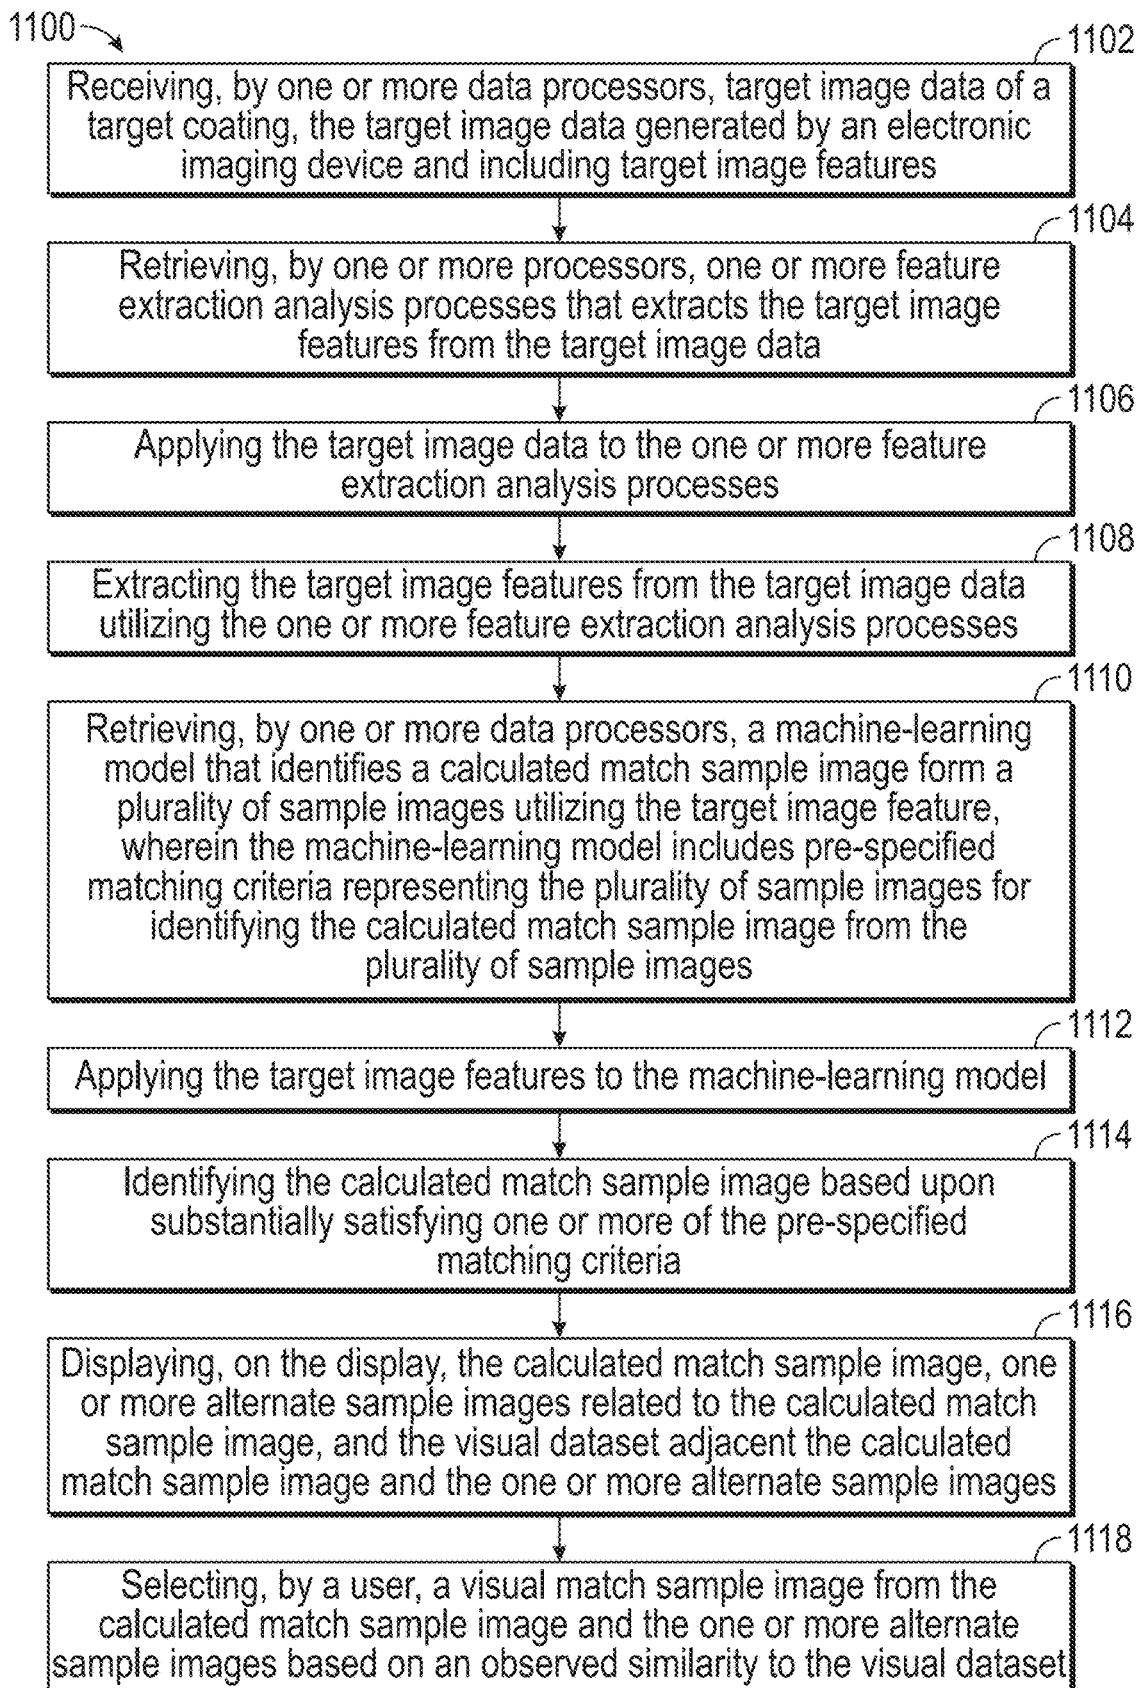 1100
1102
Receiving, by one or more data processors, target image data of a
target coating, the target image data generated by an electronic
imaging device and including target image features
1104
Retrieving, by one or more processors, one or more feature
extraction analysis processes that extracts the target image
features from the target image data
1106
Applying the target image data to the one or more feature
extraction analysis processes
1108
Extracting the target image features from the target image data
utilizing the one or more feature extraction analysis processes
1110
Retrieving, by one or more data processors, a machine-learning
model that identifies a calculated match sample image form a
plurality of sample images utilizing the target image feature,
wherein the machine-learning model includes pre-specified
matching criteria representing the plurality of sample images for
identifying the calculated match sample image from the
plurality of sample images
1112
Applying the target image features to the machine-learning model
1114
Identifying the calculated match sample image based upon
substantially satisfying one or more of the pre-specified
matching criteria
1116
Displaying, on the display, the calculated match sample image, one
or more alternate sample images related to the calculated match
sample image, and the visual dataset adjacent the calculated
match sample image and the one or more alternate sample images
1118
Selecting, by a user, a visual match sample image from the
calculated match sample image and the one or more alternate
sample images based on an observed similarity to the visual dataset